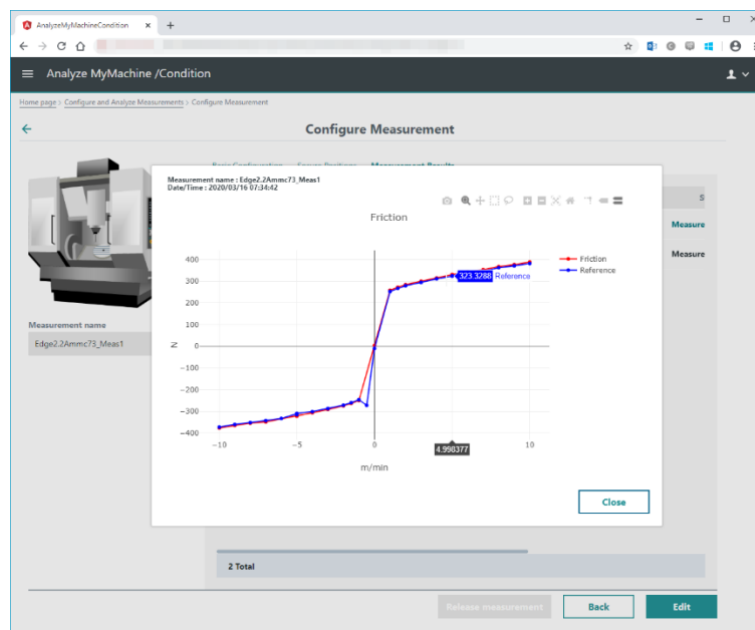 AnalyzeMyMachineCondition
Analyze MyMachine /Condition
Home page > Configure and Analyze Measurements > Configure Measurement
Configure Measurement
Measurement Results
Measurement name : Edge2.2Ammc73_Meas1
Date/Time : 2020/03/16 07:34:42
S
Measure
Measure
Friction
400
300
200
100
0
−100
−200
−300
−400
N
−10
−5
0
10
4.998377
m/min
323.3288 Reference
Friction
Reference
Close
Measurement name
Edge2.2Ammc73_Meas1
2 Total
Release measurement
Back
Edit